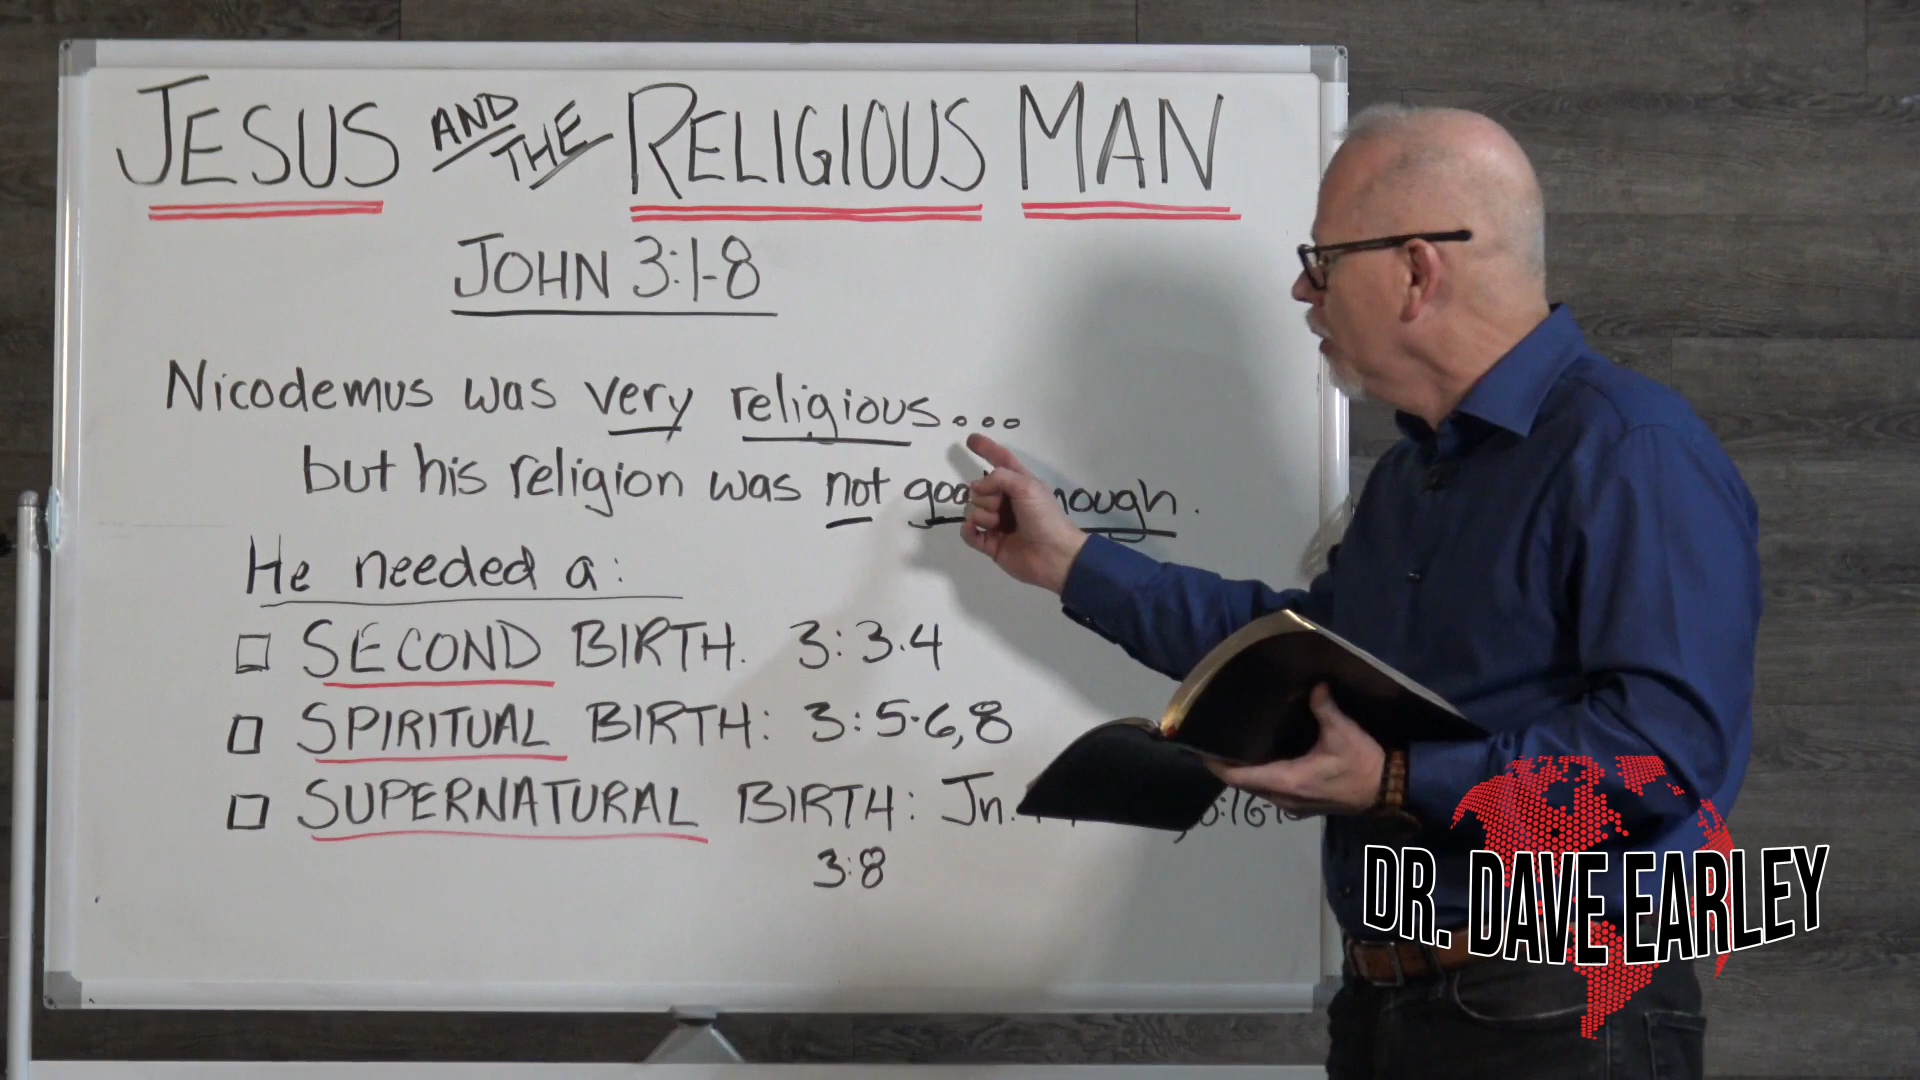 JESUS AND THE RELIGIOUS MAN
JOHN 3:1-8
Nicodemus was very religious...
but his religion was not
He needed a:
SECOND BIRTH. 3:3.4
SPIRITUAL BIRTH: 3:5-6,8
SUPERNATURAL BIRTH: Jn.
3:8
DR. DAVE EARLEY